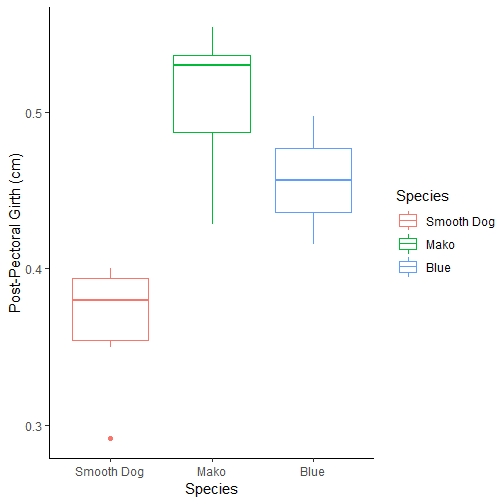 Post-Pectoral Girth (cm)
0.5
0.4
0.3
Smooth Dog
Mako
Blue
Species
Species
Smooth Dog
Mako
Blue